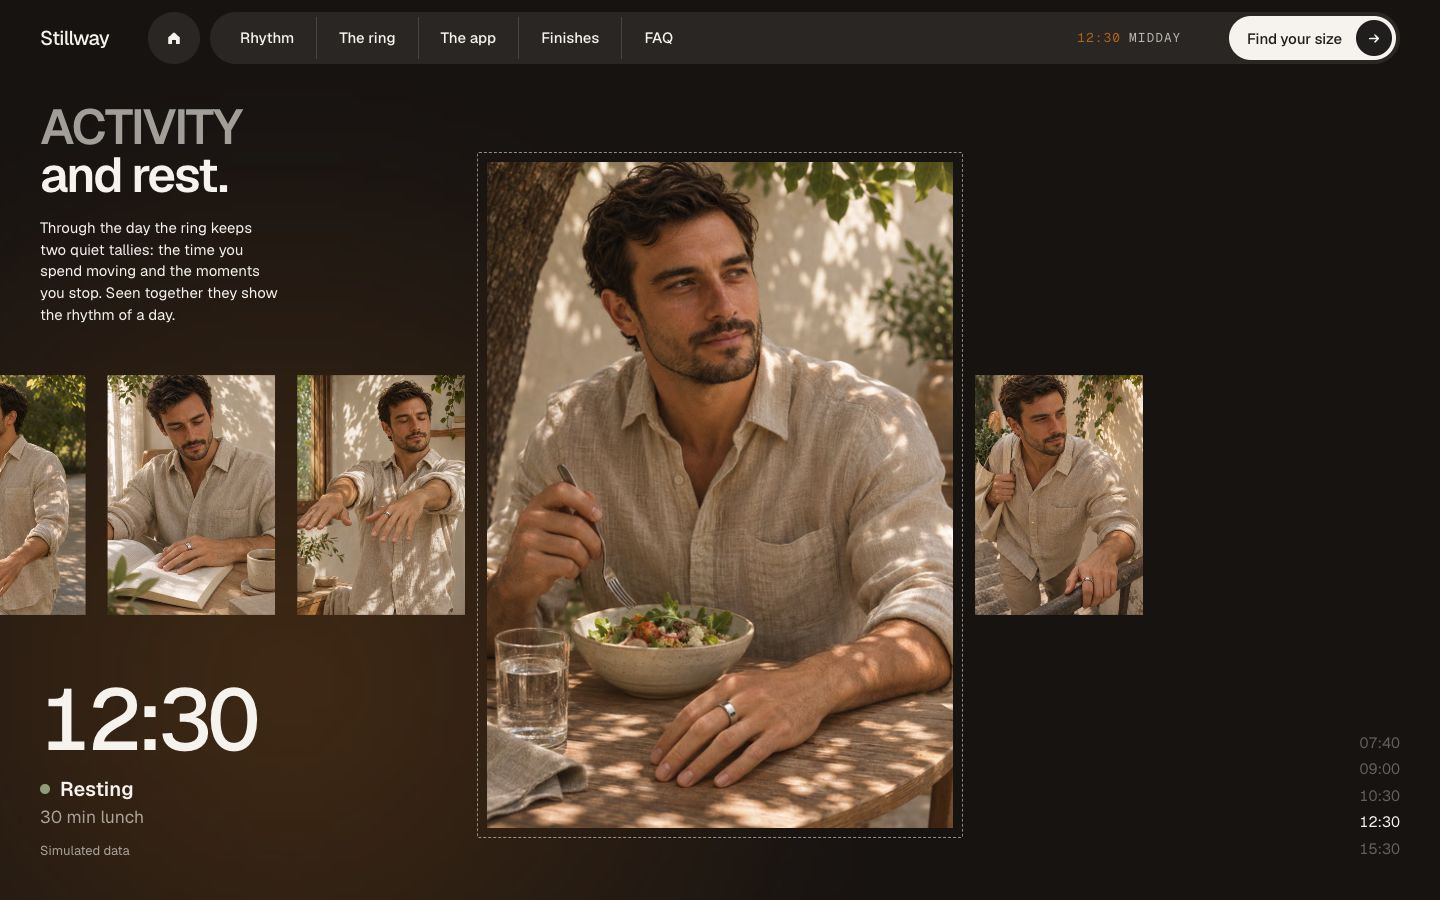 Stillway
Rhythm
The ring
The app
Finishes
FAQ
12:30 MIDDAY
Find your size
ACTIVITY
and rest.
Through the day the ring keeps
two quiet tallies: the time you
spend moving and the moments
you stop. Seen together they show
the rhythm of a day.
12:30
Resting
30 min lunch
Simulated data
07:40
09:00
10:30
12:30
15:30